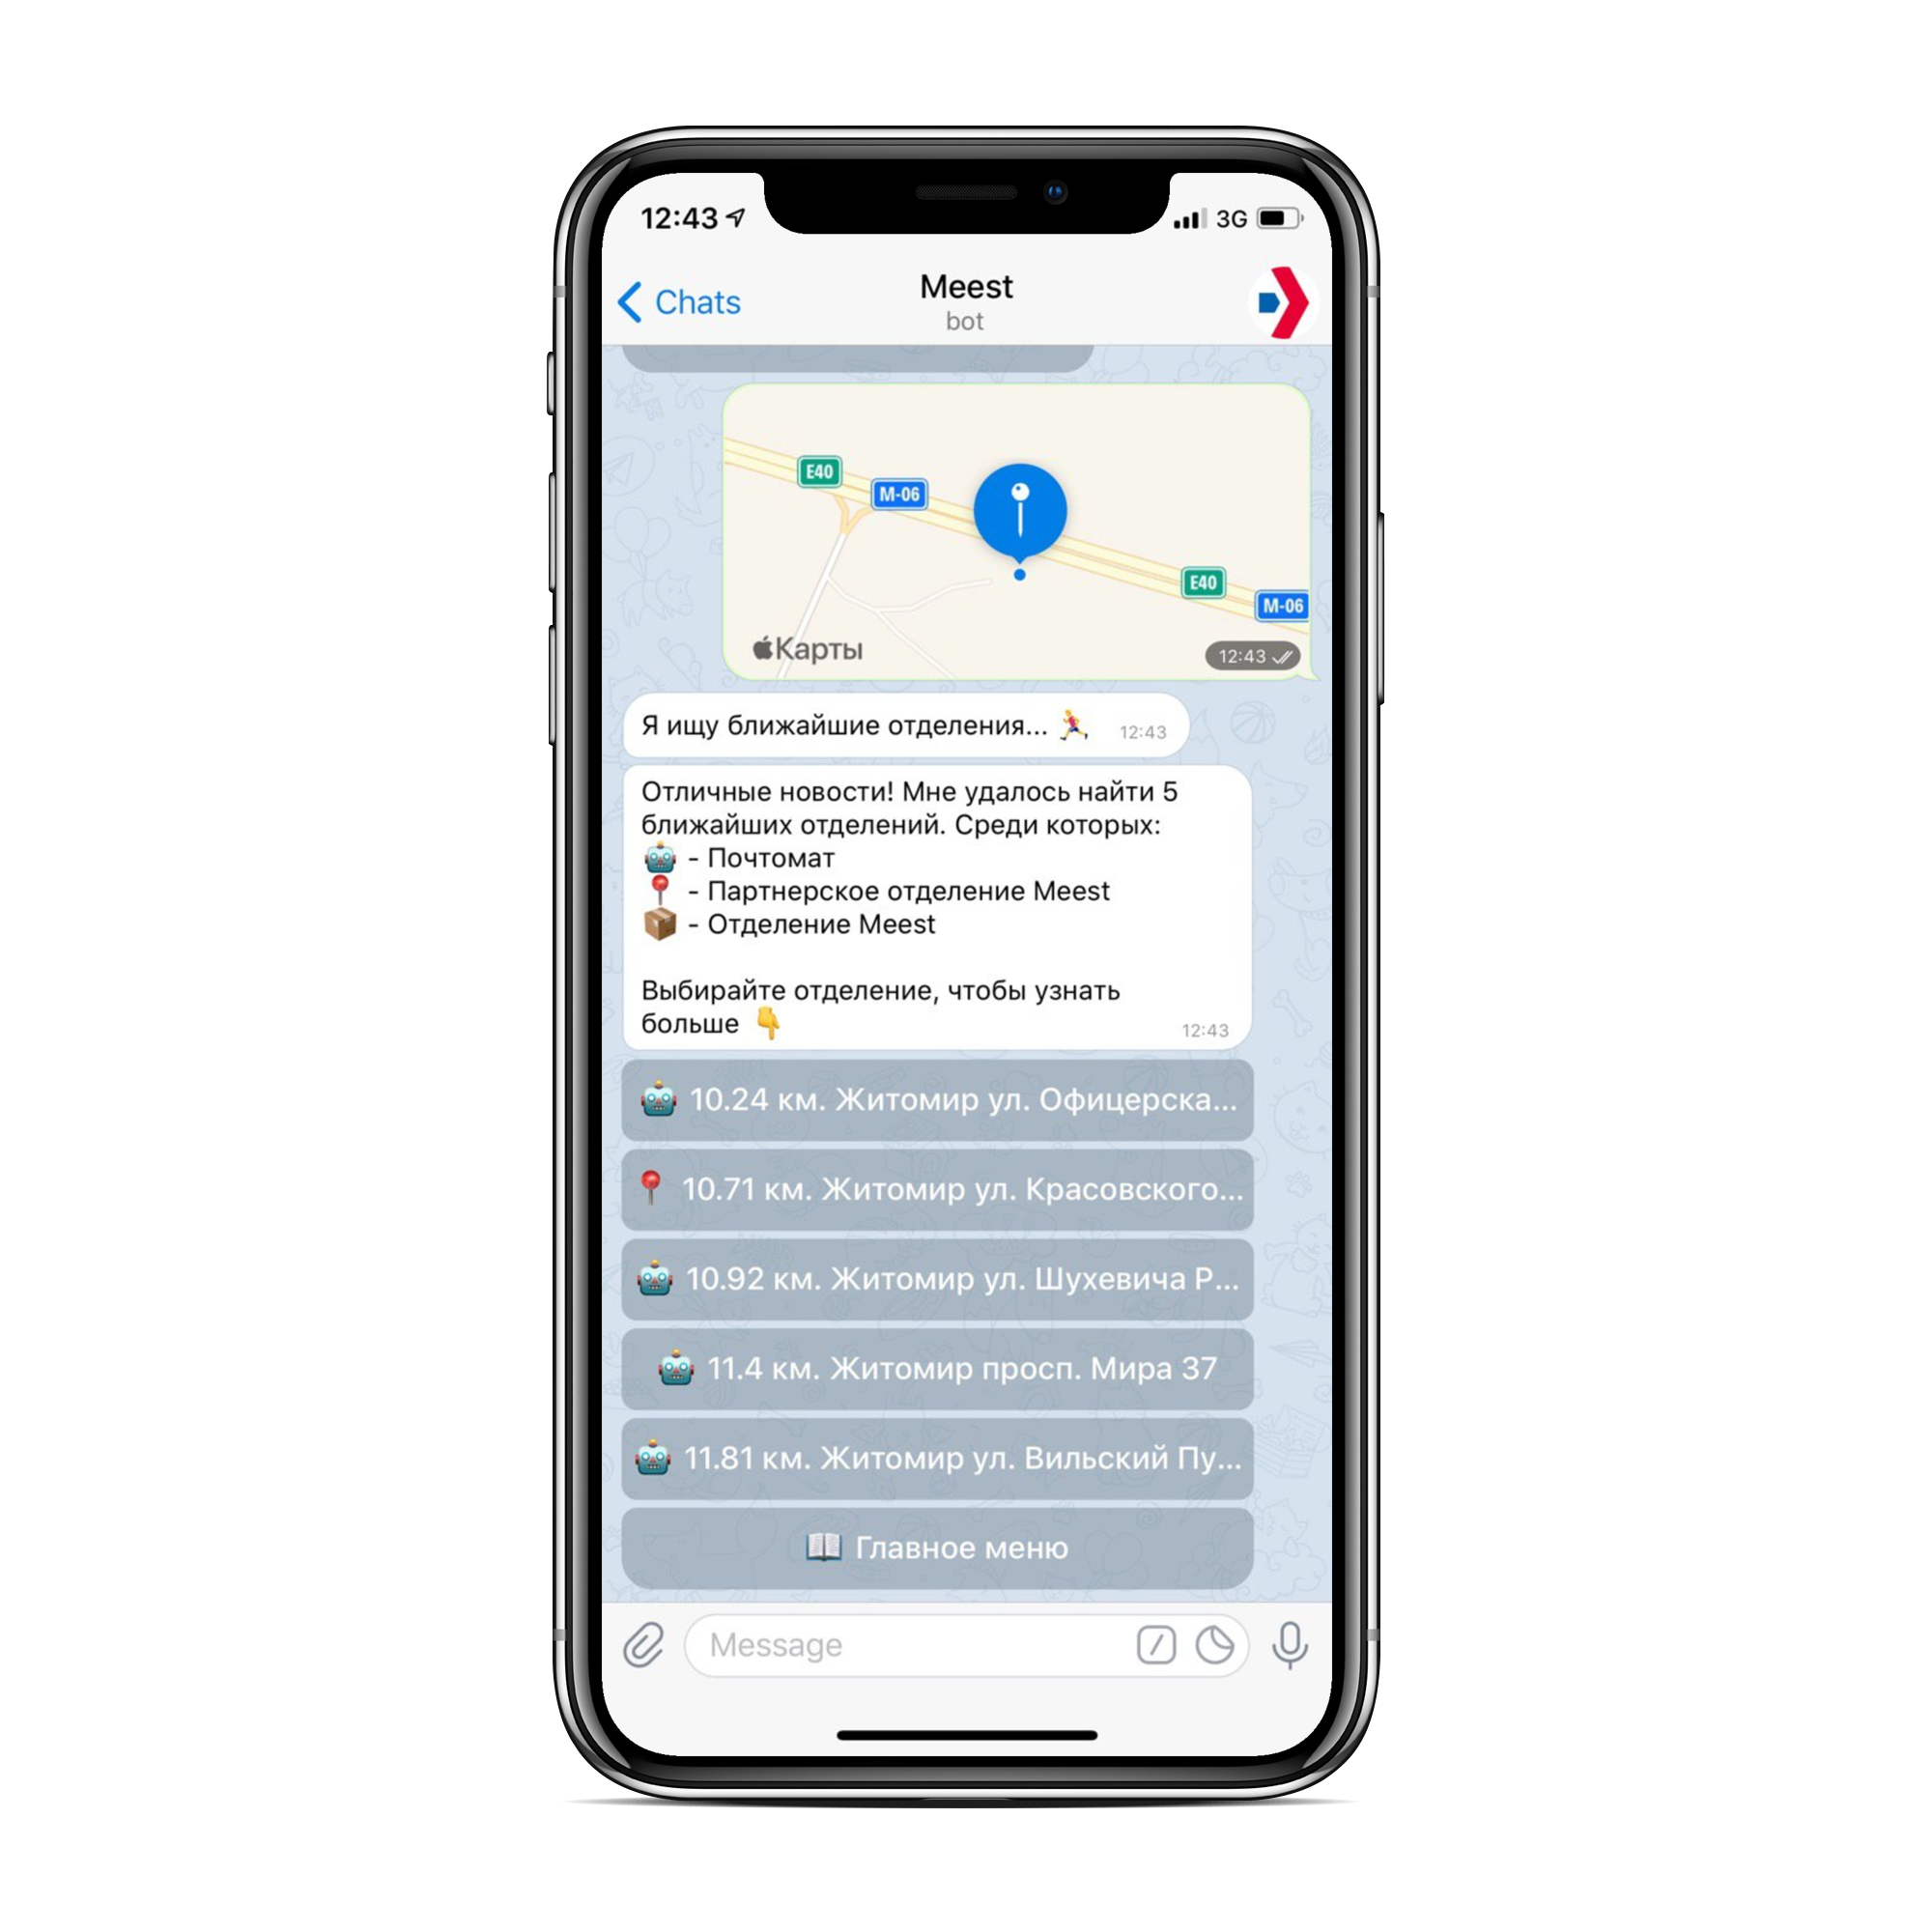 12:43
3G
Chats
Meest
bot
E40
M-06
E40
M-06
Карты
12:43
Я ищу ближайшие отделения... 🏃 12:43
Отличные новости! Мне удалось найти 5
ближайших отделений. Среди которых:
🤖 - Почтомат
📍 - Партнерское отделение Meest
📦 - Отделение Meest
Выбирайте отделение, чтобы узнать
больше 👇 12:43
🤖 10.24 км. Житомир ул. Офицерска...
📍 10.71 км. Житомир ул. Красовского...
🤖 10.92 км. Житомир ул. Шухевича Р...
🤖 11.4 км. Житомир просп. Мира 37
🤖 11.81 км. Житомир ул. Вильский Пу...
📖 Главное меню
Message